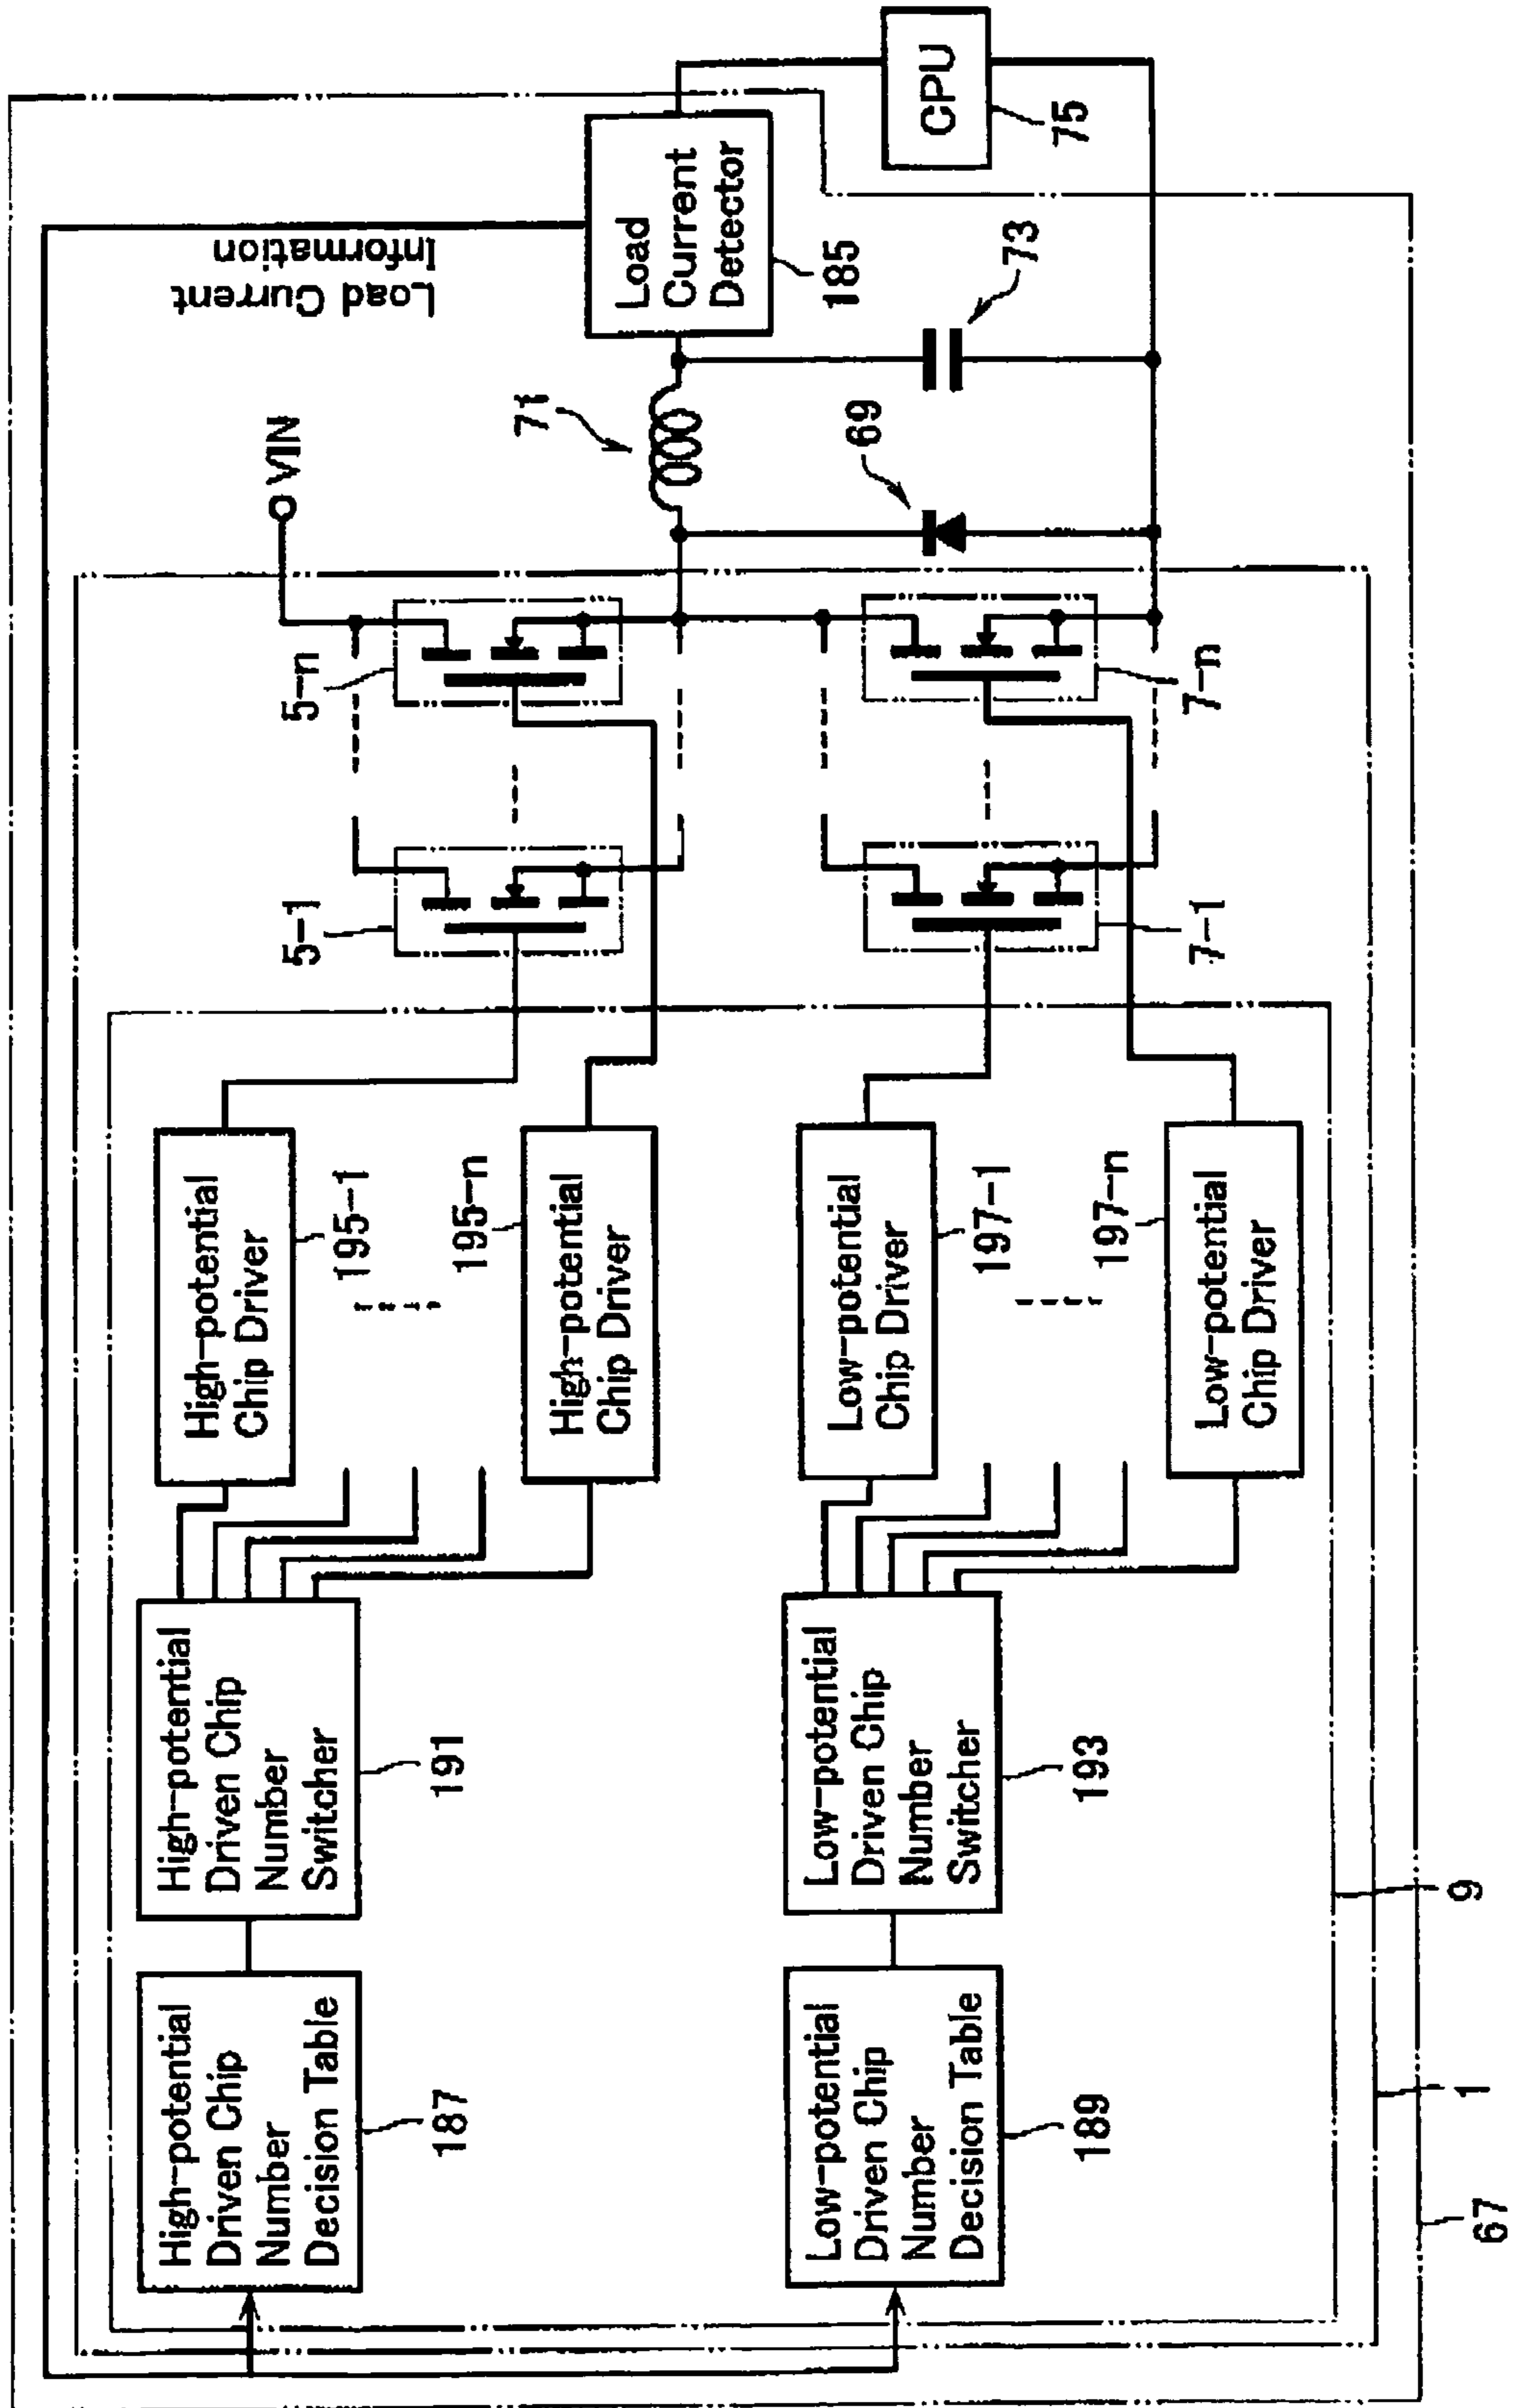 Load Current
Information
VIN
5-1
5-n
71
Load
Current
Detector
185
69
73
CPU
75
7-1
7-n
High-potential
Driven Chip
Number
Decision Table
187
High-potential
Driven Chip
Number
Switcher
191
High-potential
Chip Driver
195-1
195-n
High-potential
Chip Driver
Low-potential
Driven Chip
Number
Decision Table
189
Low-potential
Driven Chip
Number
Switcher
193
Low-potential
Chip Driver
197-1
197-n
Low-potential
Chip Driver
9
1
67